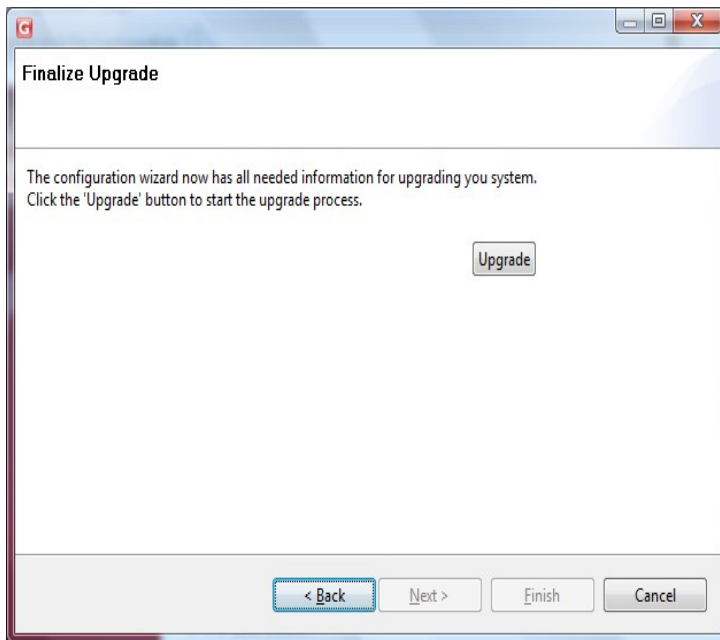 G
X
Finalize Upgrade
The configuration wizard now has all needed information for upgrading you system.
Click the 'Upgrade' button to start the upgrade process.
Upgrade
< Back
Next >
Finish
Cancel